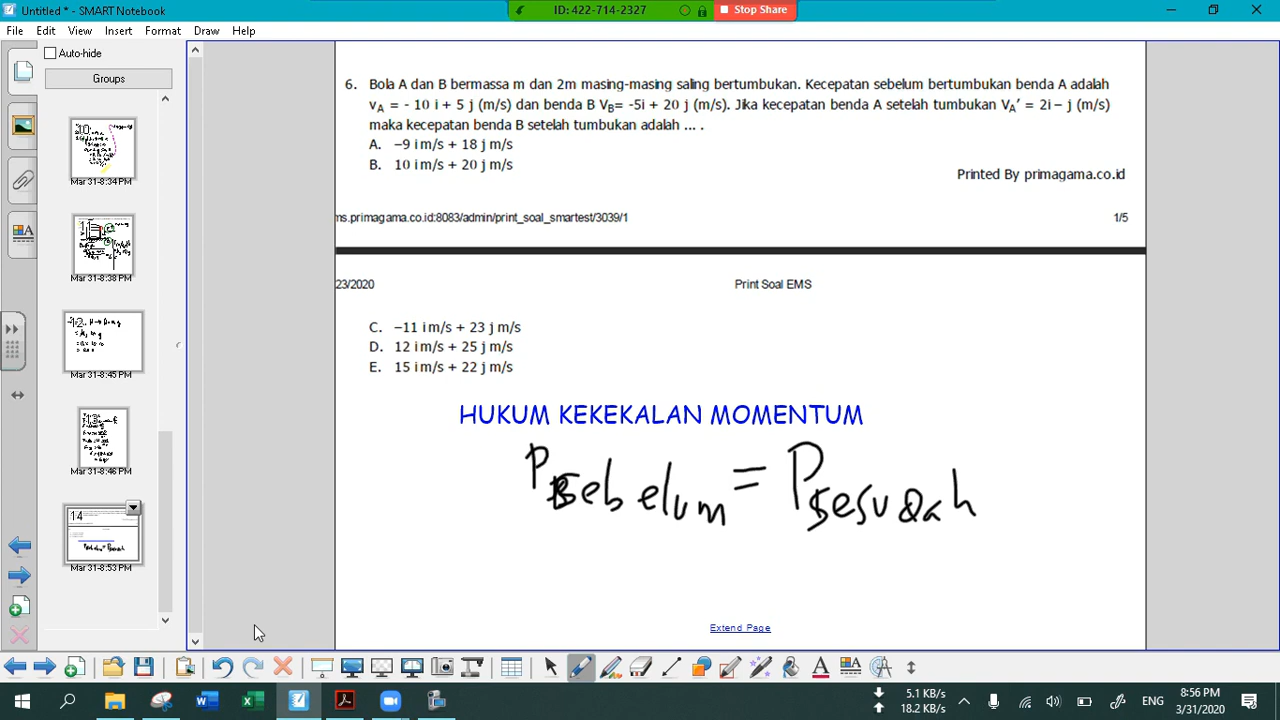 Untitled * - SMART Notebook
ID: 422-714-2327
Stop Share
File Edit View Insert Format Draw Help
Auto-hide
Groups
Mar 31-8:34 PM
Mar 31-8:38 PM
Mar 31-8:45 PM
Mar 31-8:53 PM
6. Bola A dan B bermassa m dan 2m masing-masing saling bertumbukan. Kecepatan sebelum bertumbukan benda A adalah
vA = - 10 i + 5 j (m/s) dan benda B VB= -5i + 20 j (m/s). Jika kecepatan benda A setelah tumbukan VA' = 2i – j (m/s)
maka kecepatan benda B setelah tumbukan adalah ... .
A. –9 i m/s + 18 j m/s
B. 10 i m/s + 20 j m/s
Printed By primagama.co.id
ms.primagama.co.id:8083/admin/print_soal_smartest/3039/1
1/5
23/2020
Print Soal EMS
C. –11 i m/s + 23 j m/s
D. 12 i m/s + 25 j m/s
E. 15 i m/s + 22 j m/s
HUKUM KEKEKALAN MOMENTUM
Psebelum = Psesudah
Extend Page
5.1 KB/s
18.2 KB/s
ENG
8:56 PM
3/31/2020